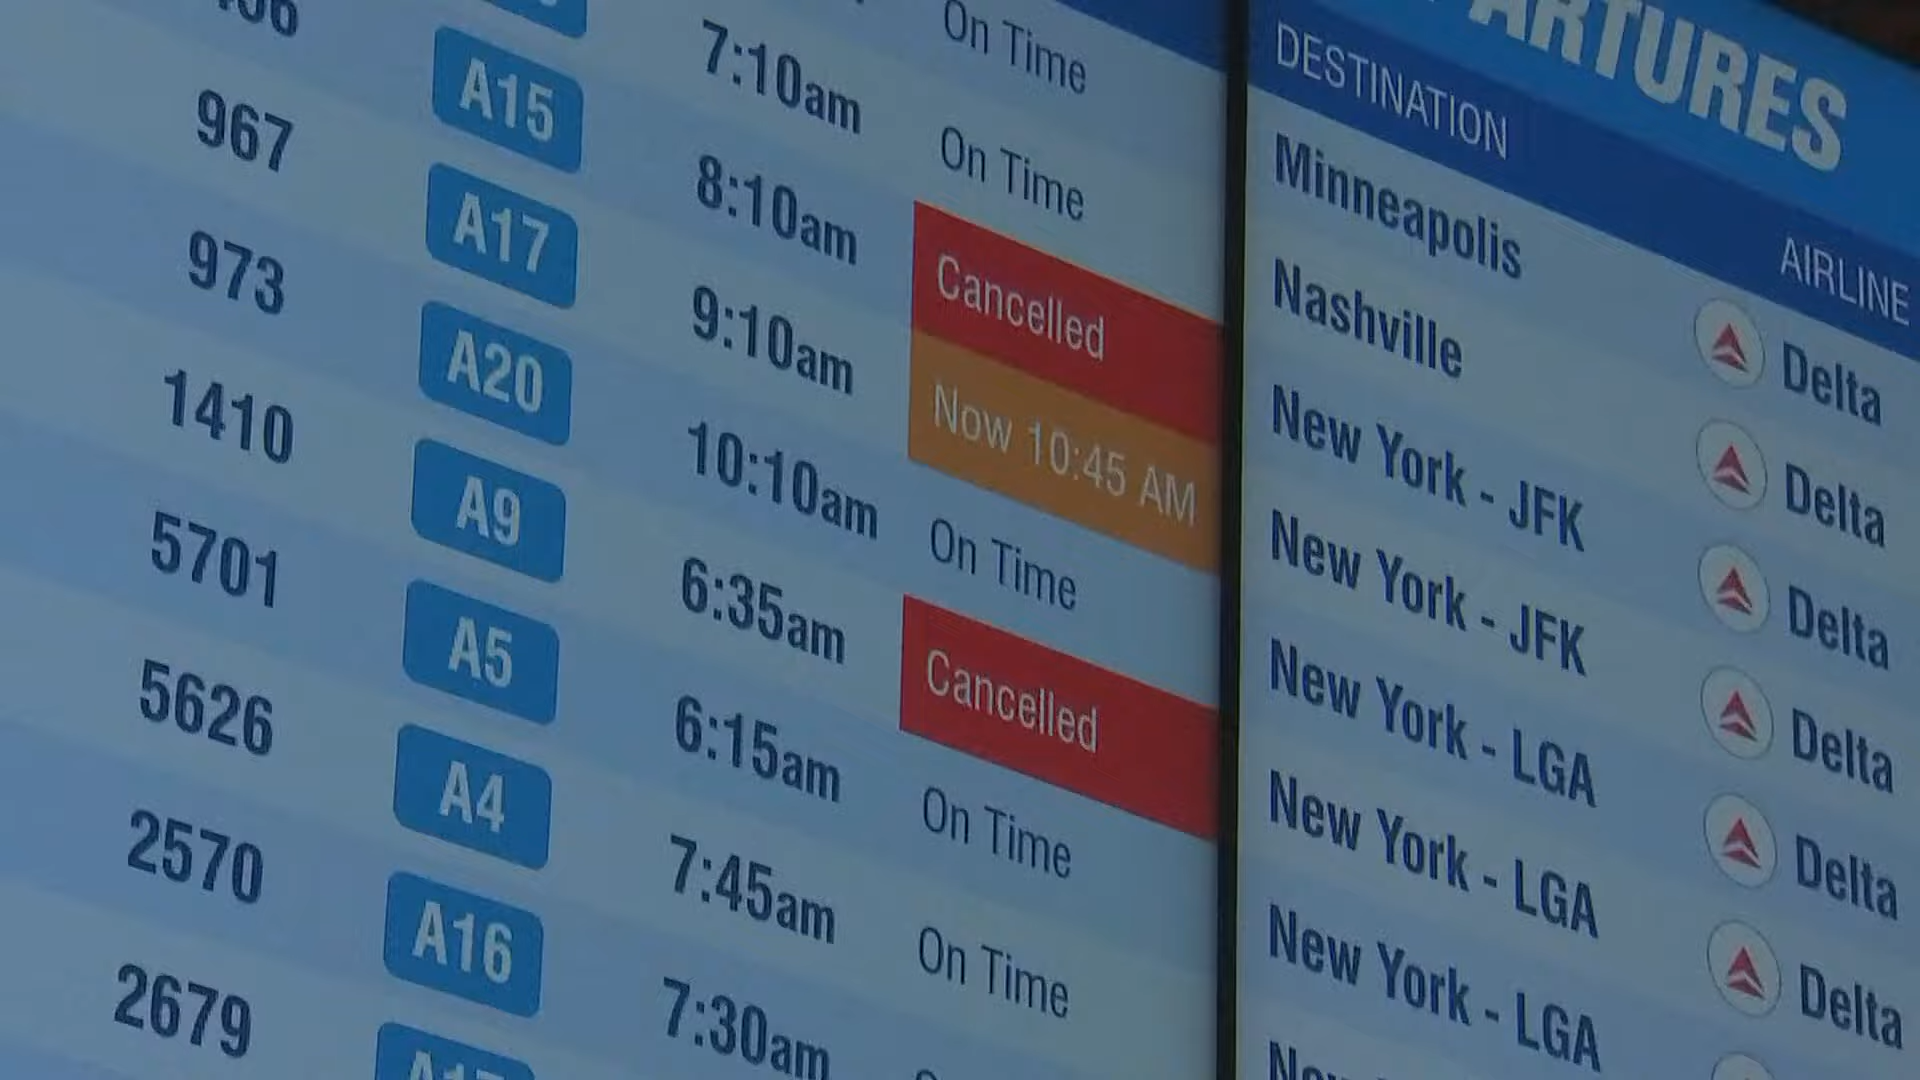 On Time
7:10am On Time
A15 8:10am Cancelled
967 A17 9:10am Now 10:45 AM
973 A20 10:10am On Time
1410 A9 6:35am Cancelled
5701 A5 6:15am On Time
5626 A4 7:45am On Time
2570 A16 7:30am
2679
ARTURES
DESTINATION AIRLINE
Minneapolis Delta
Nashville Delta
New York - JFK Delta
New York - JFK Delta
New York - LGA Delta
New York - LGA Delta
New York - LGA